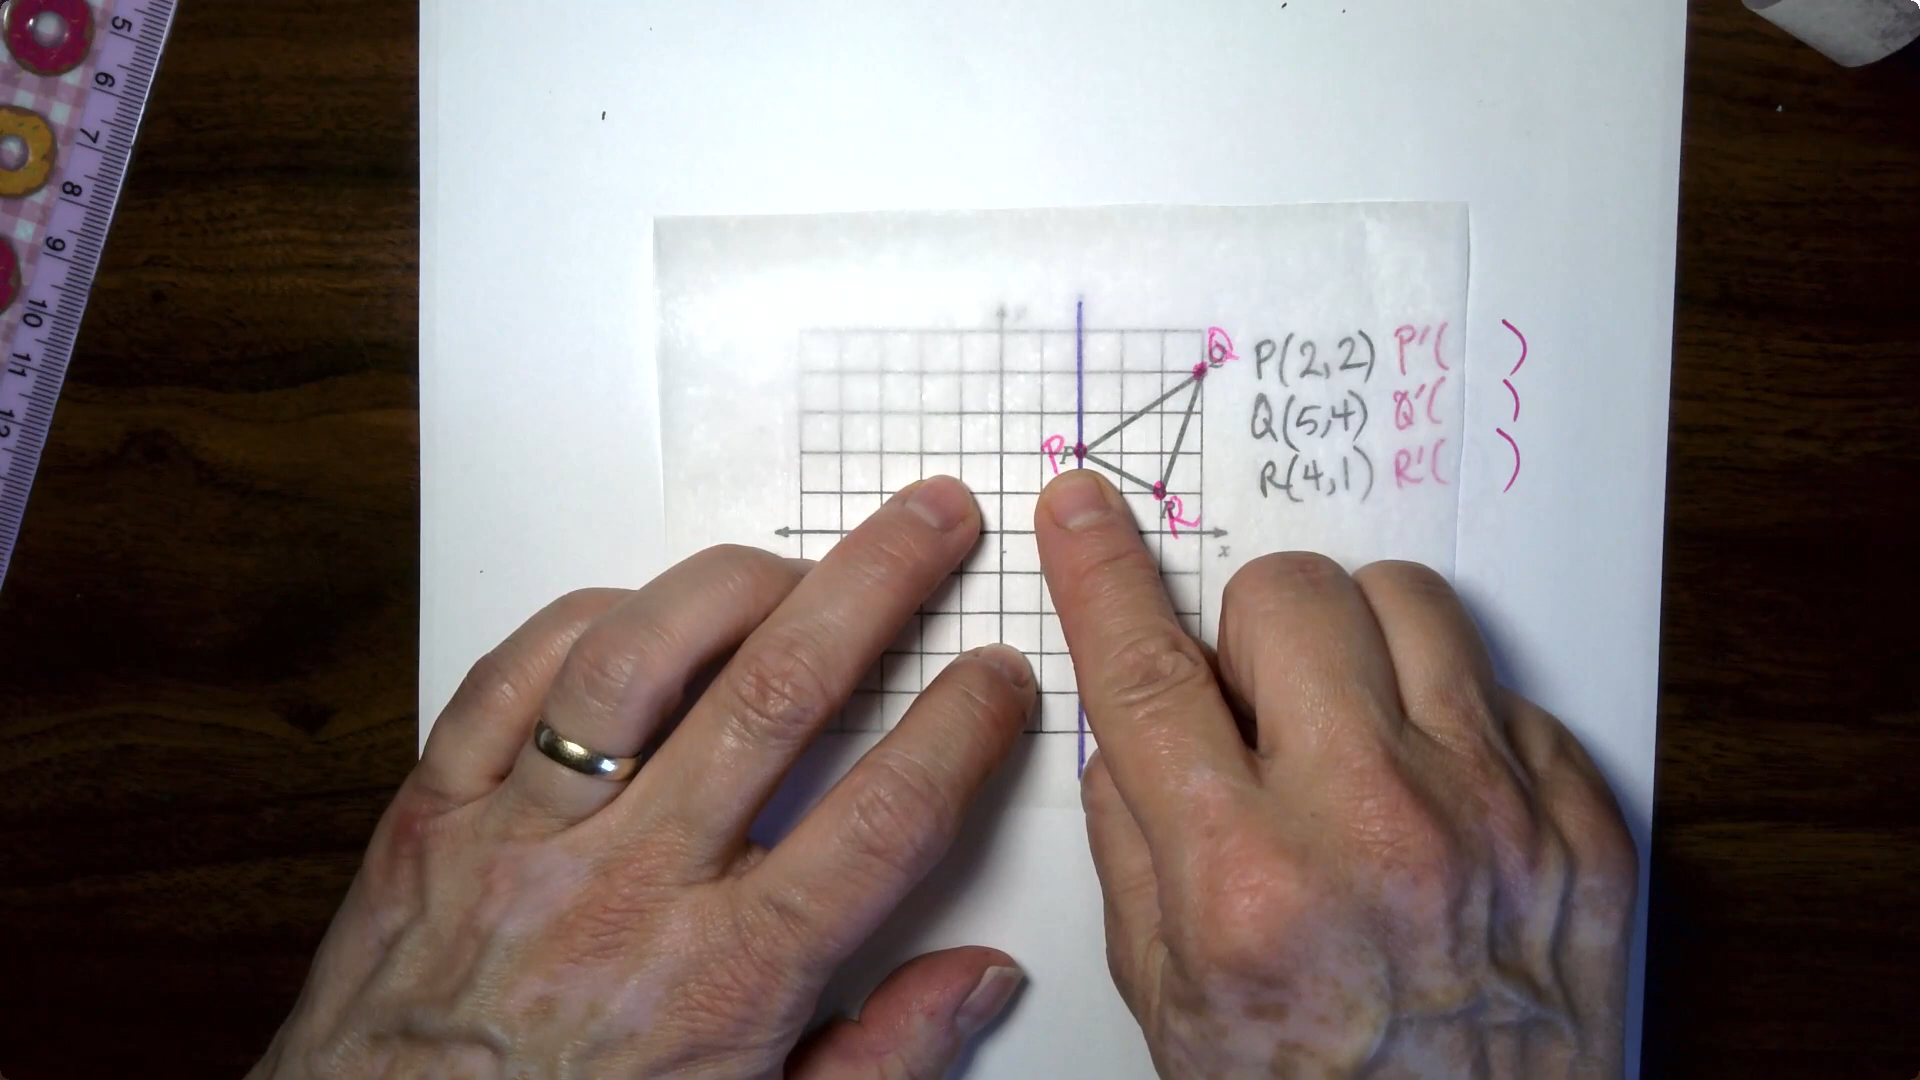 5
6
7
8
9
10
11
12
y
Q
P(2,2) P'( )
Q(5,4) Q'( )
R(4,1) R'( )
P P
R R
x